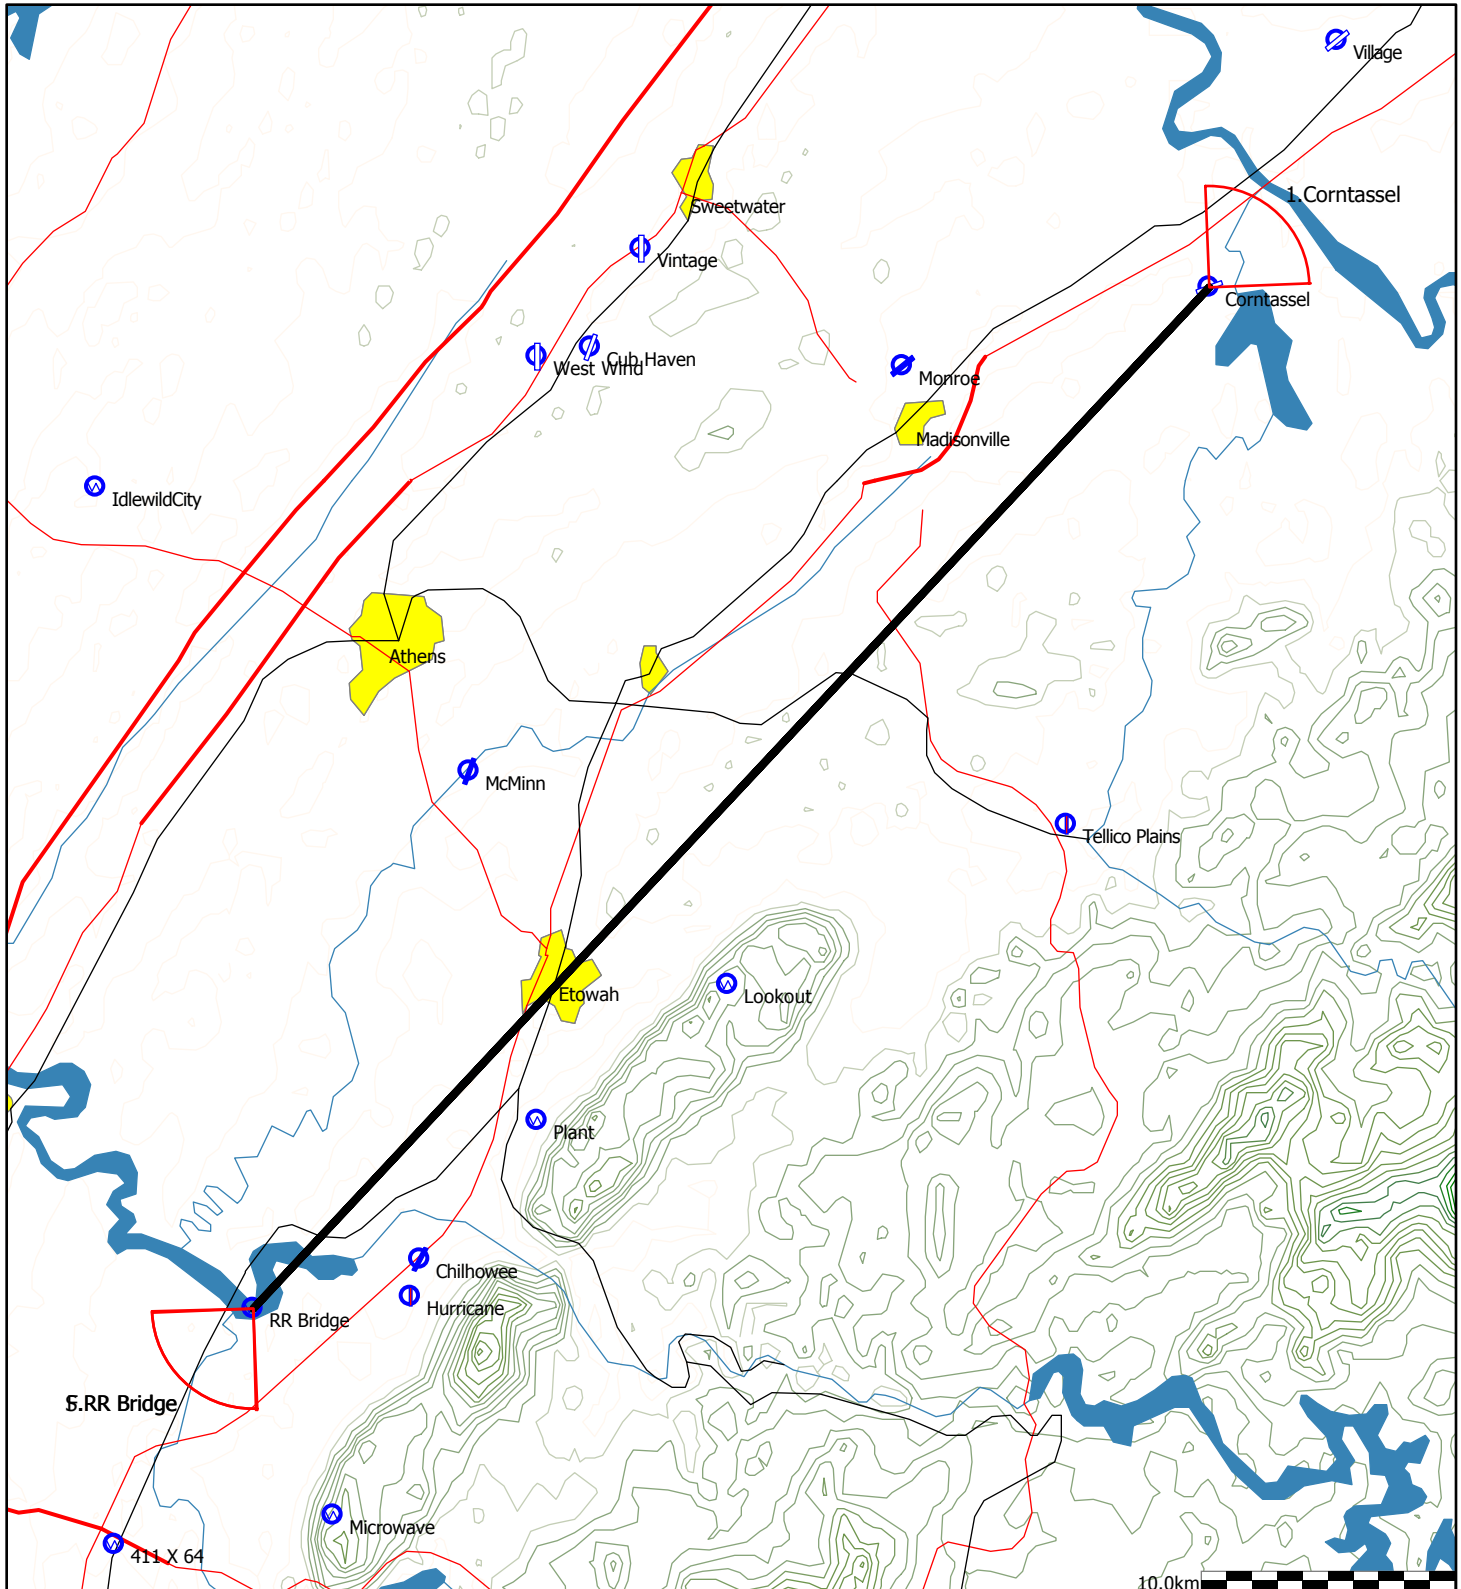 Village
1.Corntassel
Sweetwater
Vintage
Corntassel
Cub Haven
West Wind
Monroe
Madisonville
IdlewildCity
Athens
McMinn
Tellico Plains
Etowah
Lookout
Plant
Chilhowee
Hurricane
RR Bridge
RR Bridge
Microwave
411 X 64
10.0km